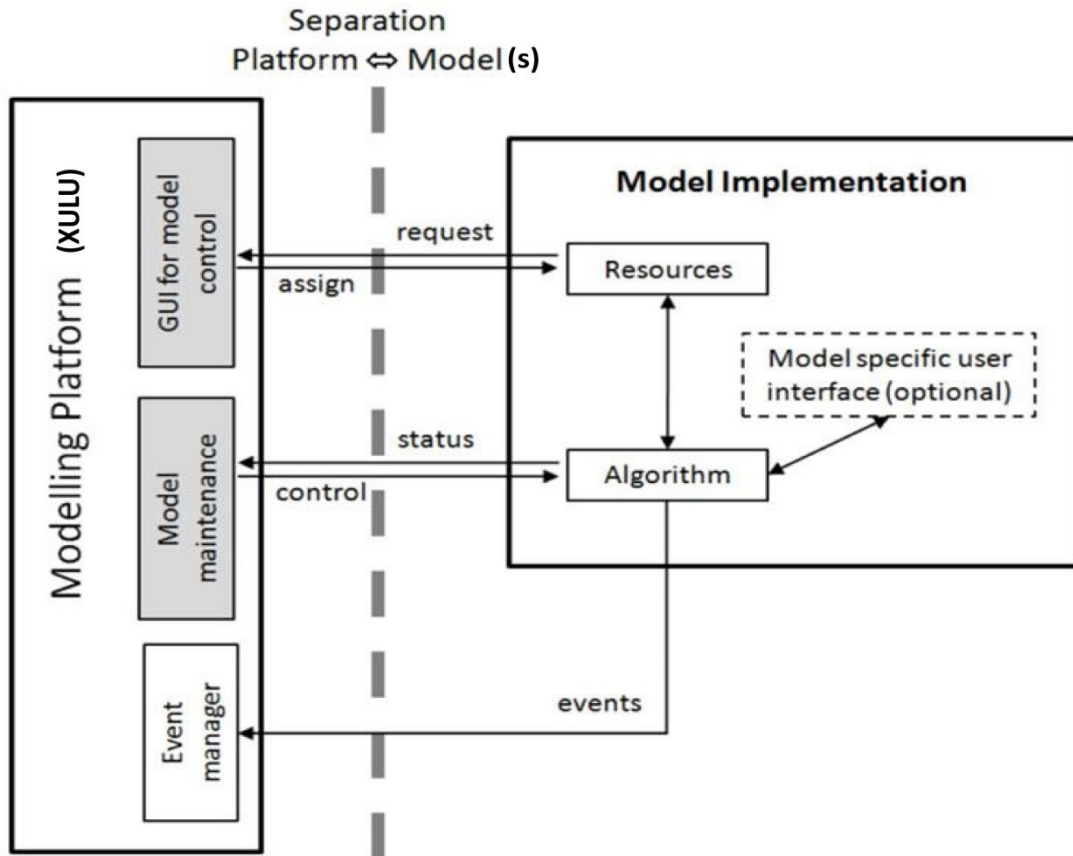 Separation
Platform ⇔ Model (s)
Modelling Platform (XULU)
GUI for model
control
Model
maintenance
Event
manager
request
assign
status
control
events
Model Implementation
Resources
Model specific user
interface (optional)
Algorithm